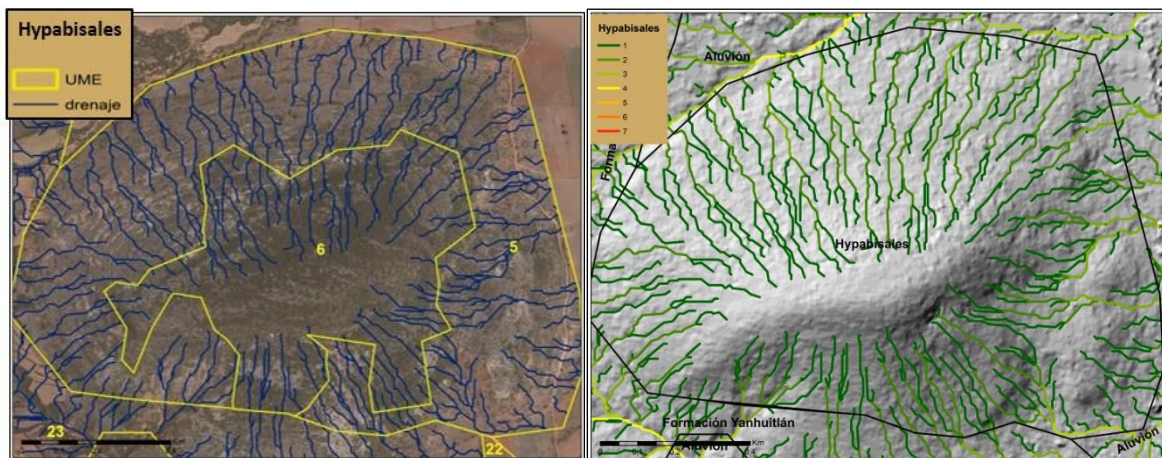 Hypabisales
UME
drenaje
6
5
23
22
Hypabisales
1
2
3
4
5
6
7
Aluvión
Forma
Hypabisales
Formación Yanhuitlán
Aluvión
Km
Aluvión